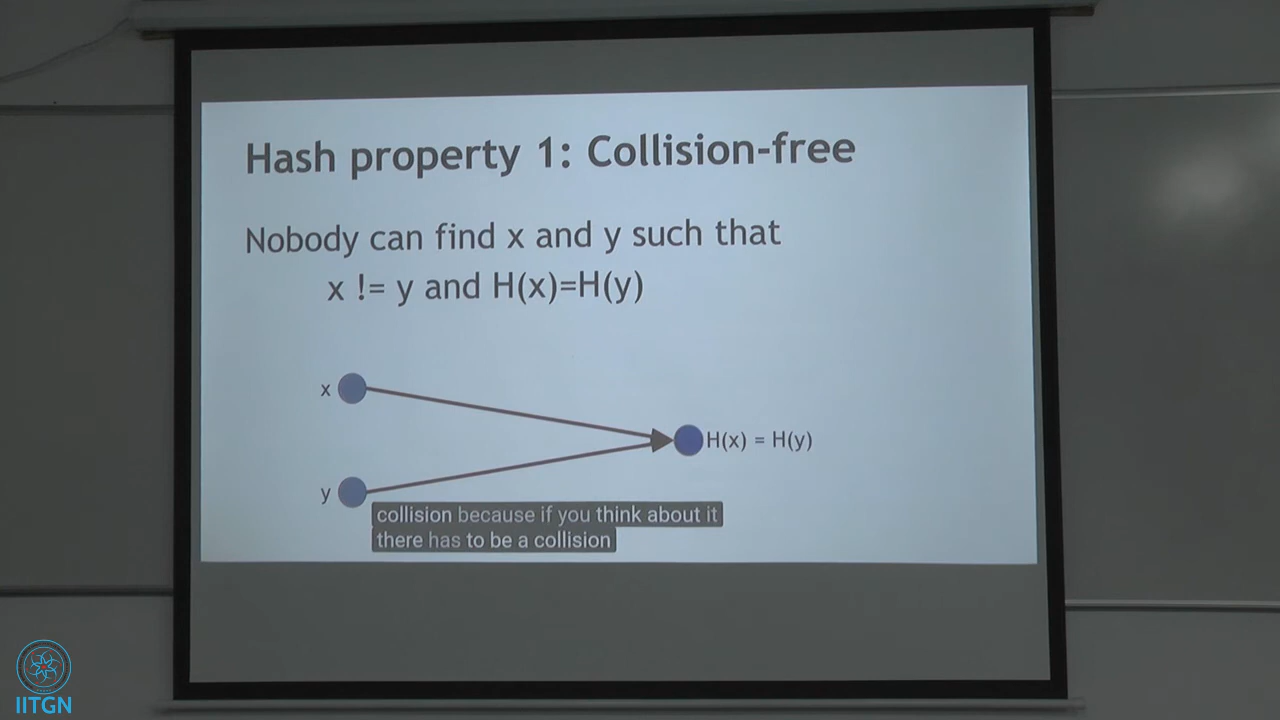 Hash property 1: Collision-free
Nobody can find x and y such that
x != y and H(x)=H(y)
x
H(x) = H(y)
y
collision because if you think about it
there has to be a collision
IITGN